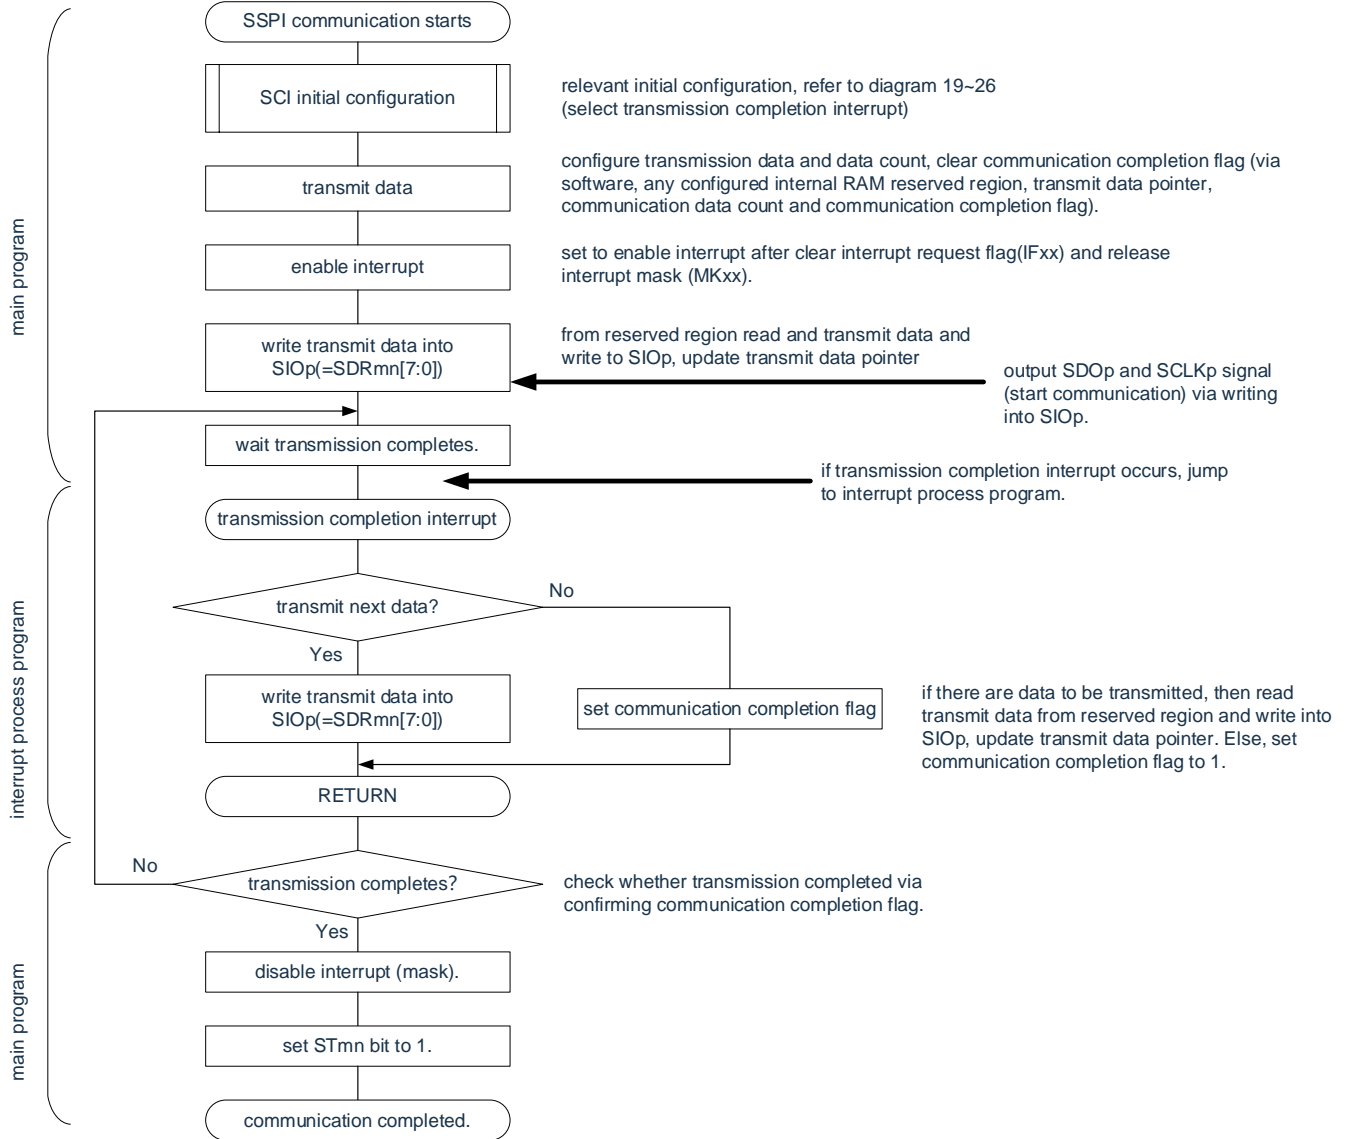 SSPI communication starts
SCI initial configuration
relevant initial configuration, refer to diagram 19~26
(select transmission completion interrupt)
transmit data
configure transmission data and data count, clear communication completion flag (via
software, any configured internal RAM reserved region, transmit data pointer,
communication data count and communication completion flag).
main program
enable interrupt
set to enable interrupt after clear interrupt request flag(IFxx) and release
interrupt mask (MKxx).
write transmit data into
SIOp(=SDRmn[7:0])
from reserved region read and transmit data and
write to SIOp, update transmit data pointer
output SDOp and SCLKp signal
(start communication) via writing
into SIOp.
wait transmission completes.
if transmission completion interrupt occurs, jump
to interrupt process program.
transmission completion interrupt
interrupt process program
transmit next data?
No
Yes
write transmit data into
SIOp(=SDRmn[7:0])
set communication completion flag
if there are data to be transmitted, then read
transmit data from reserved region and write into
SIOp, update transmit data pointer. Else, set
communication completion flag to 1.
RETURN
No
transmission completes?
check whether transmission completed via
confirming communication completion flag.
Yes
main program
disable interrupt (mask).
set STmn bit to 1.
communication completed.